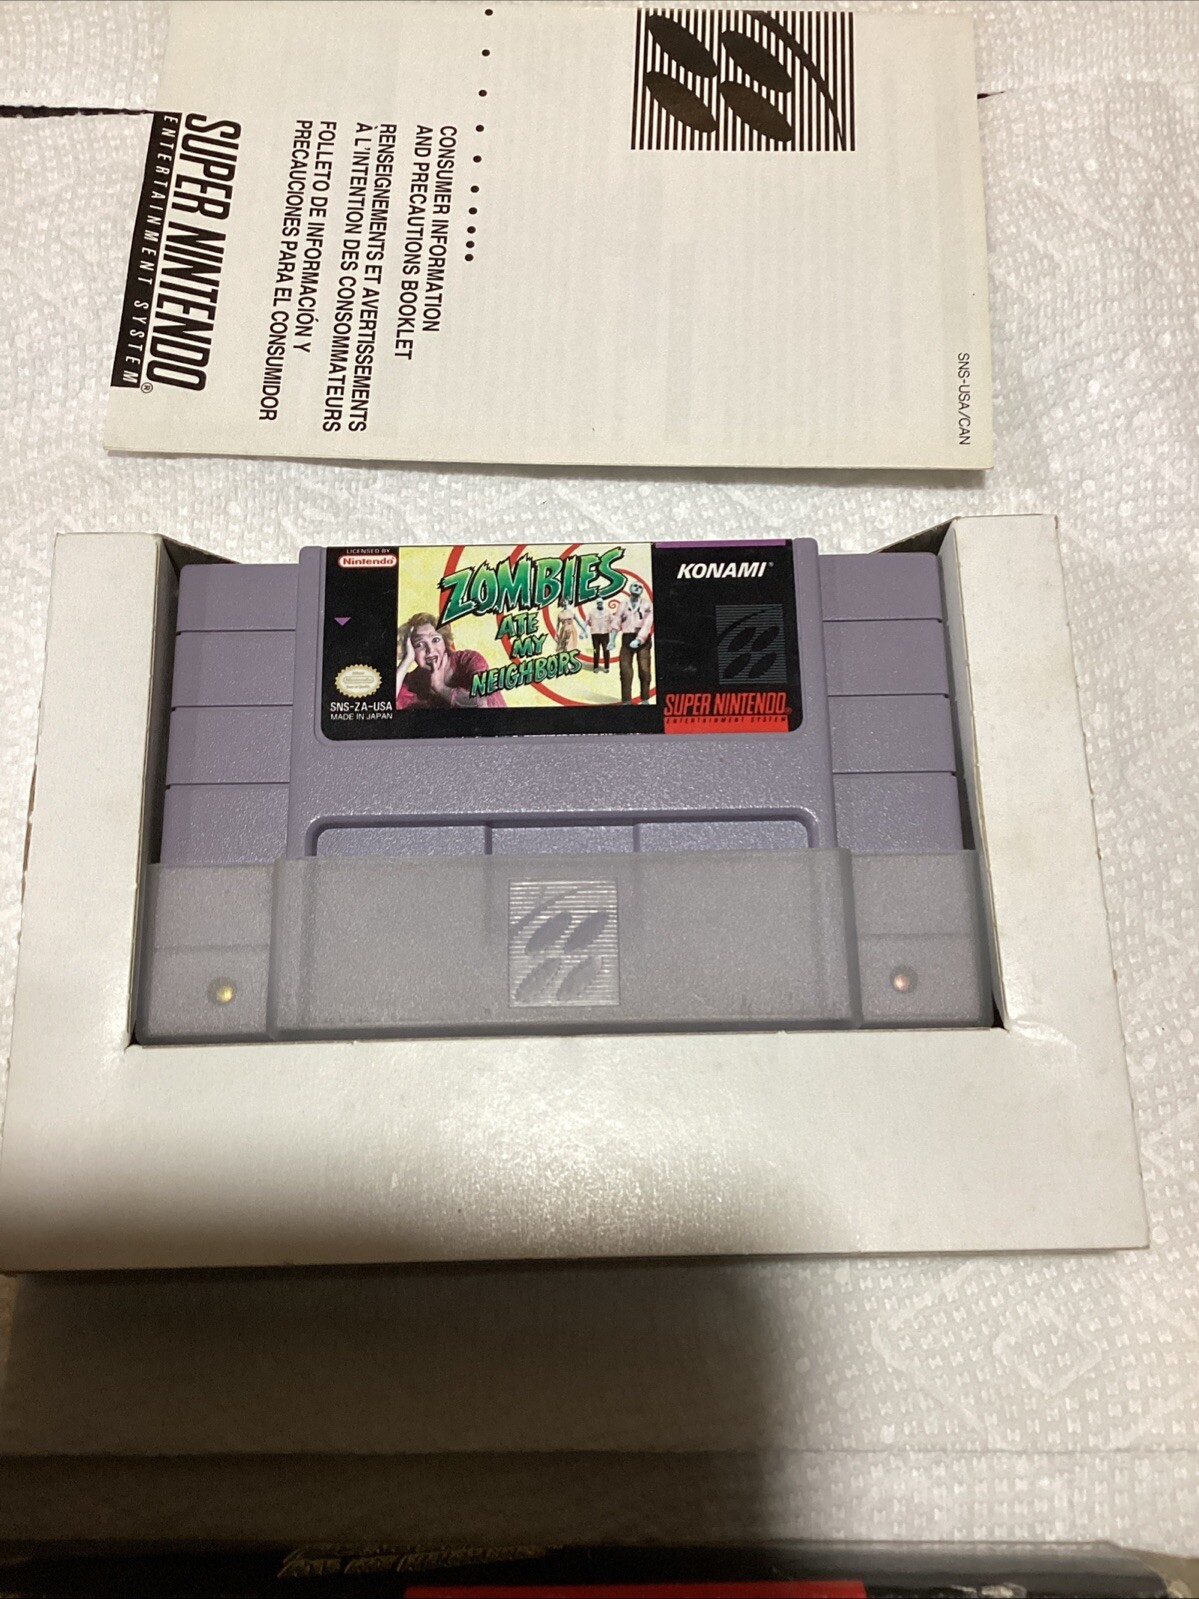 SUPER NINTENDO®
ENTERTAINMENT SYSTEM
CONSUMER INFORMATION
AND PRECAUTIONS BOOKLET
RENSEIGNEMENTS ET AVERTISSEMENTS
À L'INTENTION DES CONSOMMATEURS
FOLLETO DE INFORMACIÓN Y
PRECAUCIONES PARA EL CONSUMIDOR
SNS-USA/CAN
LICENSED BY
Nintendo
ZOMBIES
ATE
MY
NEIGHBORS
KONAMI®
SNS-ZA-USA
MADE IN JAPAN
SUPER NINTENDO®
ENTERTAINMENT SYSTEM